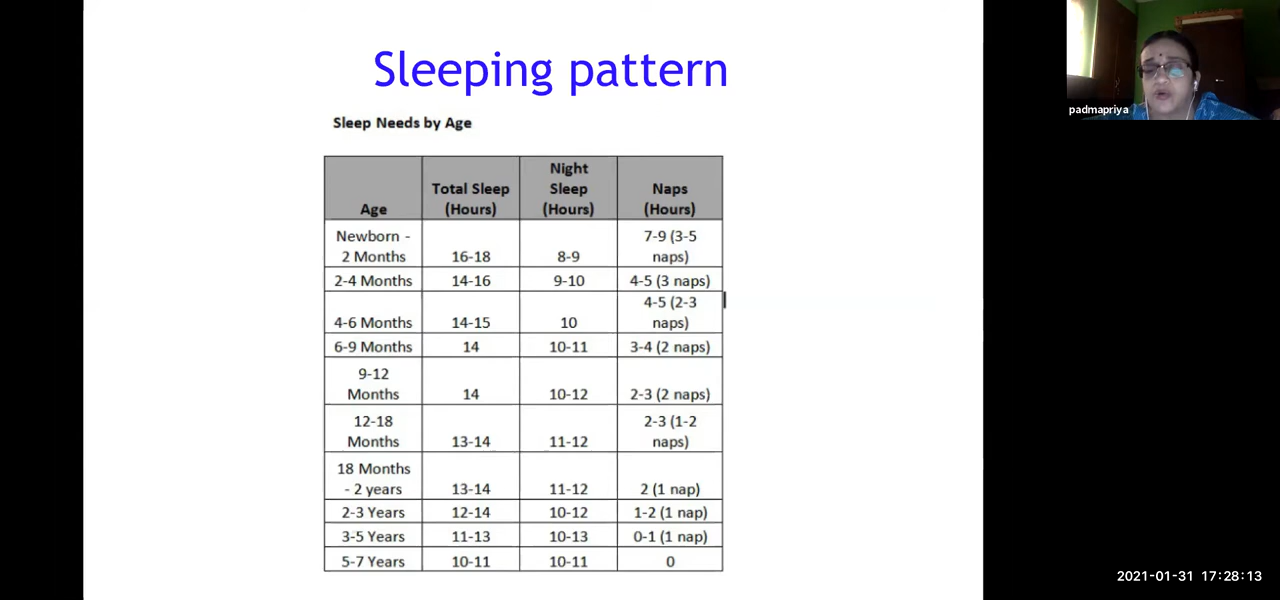 Sleeping pattern
padmapriya
Sleep Needs by Age
Age
Total Sleep
(Hours)
Night
Sleep
(Hours)
Naps
(Hours)
Newborn -
2 Months
16-18
8-9
7-9 (3-5
naps)
2-4 Months
14-16
9-10
4-5 (3 naps)
4-6 Months
14-15
10
4-5 (2-3
naps)
6-9 Months
14
10-11
3-4 (2 naps)
9-12
Months
14
10-12
2-3 (2 naps)
12-18
Months
13-14
11-12
2-3 (1-2
naps)
18 Months
- 2 years
13-14
11-12
2 (1 nap)
2-3 Years
12-14
10-12
1-2 (1 nap)
3-5 Years
11-13
10-13
0-1 (1 nap)
5-7 Years
10-11
10-11
0
2021-01-31 17:28:13